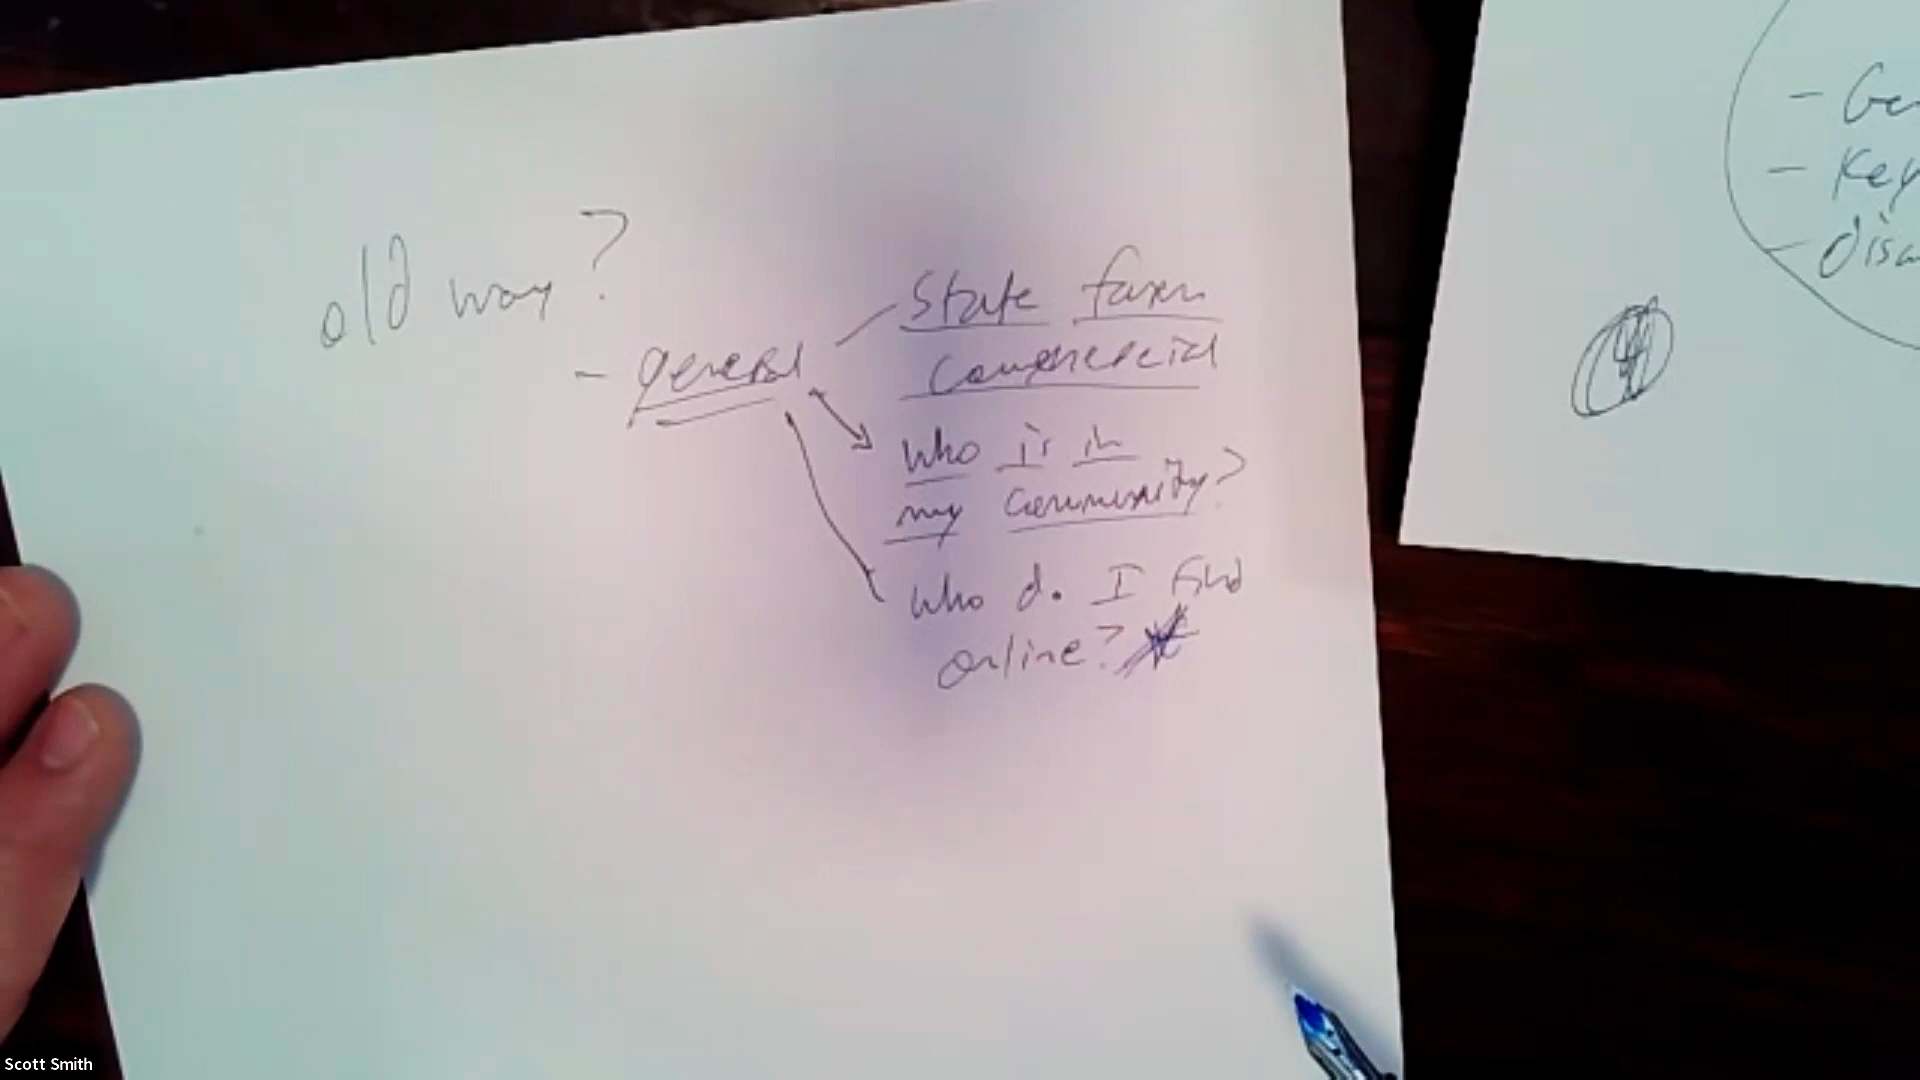 old way?
- general
State farm
Commercial
who is in
my community?
who do I find
online?
- Ge
- Key
- disc
Scott Smith